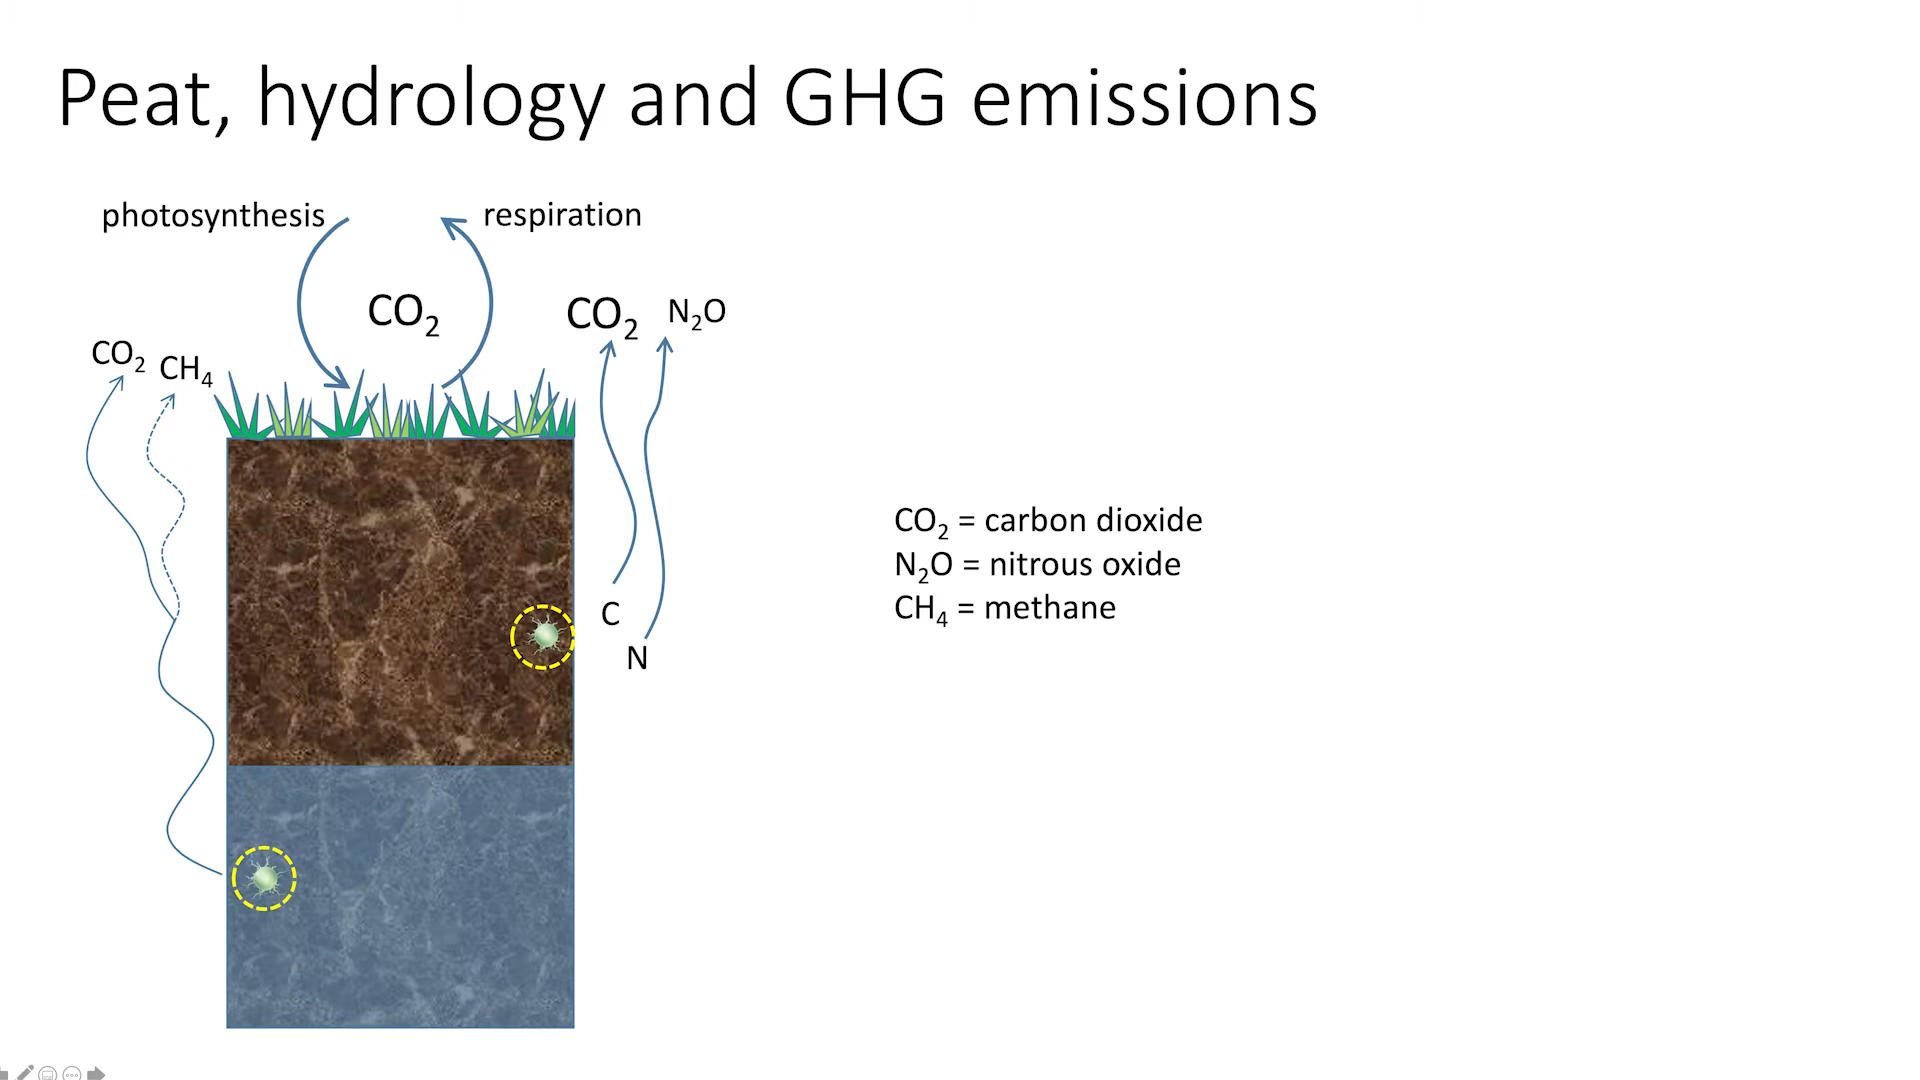 Peat, hydrology and GHG emissions
photosynthesis
respiration
CO₂
CO₂
N₂O
CO₂
CH₄
CO₂ = carbon dioxide
N₂O = nitrous oxide
CH₄ = methane
C
N